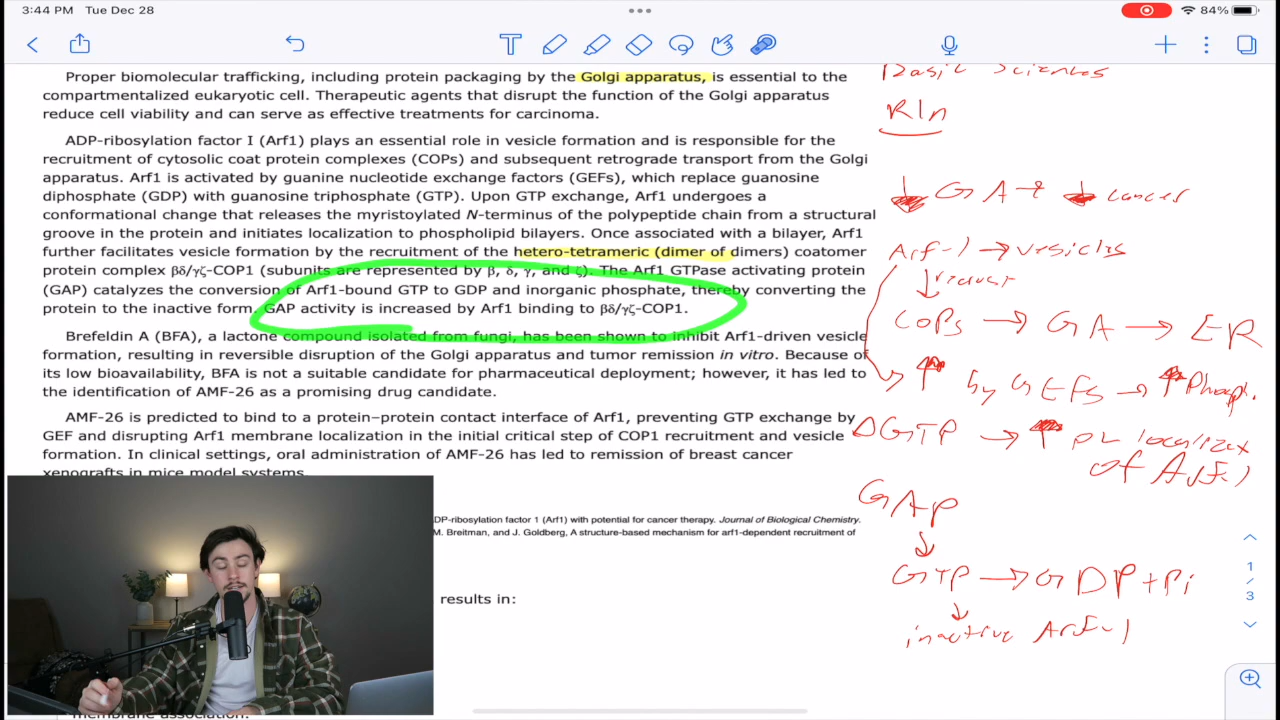 3:44 PM Tue Dec 28
84%
Proper biomolecular trafficking, including protein packaging by the Golgi apparatus, is essential to the
compartmentalized eukaryotic cell. Therapeutic agents that disrupt the function of the Golgi apparatus
reduce cell viability and can serve as effective treatments for carcinoma.
ADP-ribosylation factor I (Arf1) plays an essential role in vesicle formation and is responsible for the
recruitment of cytosolic coat protein complexes (COPs) and subsequent retrograde transport from the Golgi
apparatus. Arf1 is activated by guanine nucleotide exchange factors (GEFs), which replace guanosine
diphosphate (GDP) with guanosine triphosphate (GTP). Upon GTP exchange, Arf1 undergoes a
conformational change that releases the myristoylated N-terminus of the polypeptide chain from a structural
groove in the protein and initiates localization to phospholipid bilayers. Once associated with a bilayer, Arf1
further facilitates vesicle formation by the recruitment of the hetero-tetrameric (dimer of dimers) coatomer
protein complex βδ/γζ-COP1 (subunits are represented by β, δ, γ, and ζ). The Arf1 GTPase activating protein
(GAP) catalyzes the conversion of Arf1-bound GTP to GDP and inorganic phosphate, thereby converting the
protein to the inactive form. GAP activity is increased by Arf1 binding to βδ/γζ-COP1.
Brefeldin A (BFA), a lactone compound isolated from fungi, has been shown to inhibit Arf1-driven vesicle
formation, resulting in reversible disruption of the Golgi apparatus and tumor remission in vitro. Because of
its low bioavailability, BFA is not a suitable candidate for pharmaceutical deployment; however, it has led to
the identification of AMF-26 as a promising drug candidate.
AMF-26 is predicted to bind to a protein–protein contact interface of Arf1, preventing GTP exchange by
GEF and disrupting Arf1 membrane localization in the initial critical step of COP1 recruitment and vesicle
formation. In clinical settings, oral administration of AMF-26 has led to remission of breast cancer
xenografts in mice model systems.
DP-ribosylation factor 1 (Arf1) with potential for cancer therapy. Journal of Biological Chemistry.
M. Breitman, and J. Goldberg, A structure-based mechanism for arf1-dependent recruitment of
results in:
membrane association.
Basic Sciences
R1n
↓ GA → ↓ cancer
Arf-1 → vesicles
↓ recruit
COPs → GA → ER
↑ by GEFs → ↑ Phosph.
ΔGTP → ↑ PL
of Arf1
GAP
↓
GTP → GDP + Pi
↓
inactive Arf-1
1
/
3